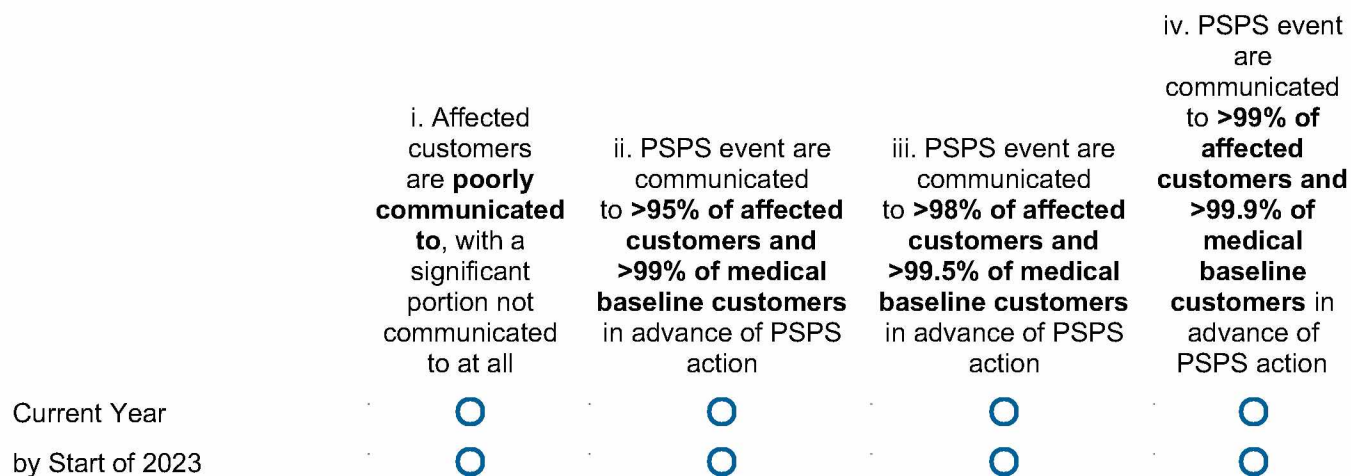 i. Affected
customers
are poorly
communicated
to, with a
significant
portion not
communicated
to at all
ii. PSPS event are
communicated
to >95% of affected
customers and
>99% of medical
baseline customers
in advance of PSPS
action
iii. PSPS event are
communicated
to >98% of affected
customers and
>99.5% of medical
baseline customers
in advance of PSPS
action
iv. PSPS event
are
communicated
to >99% of
affected
customers and
>99.9% of
medical
baseline
customers in
advance of
PSPS action
Current Year
by Start of 2023